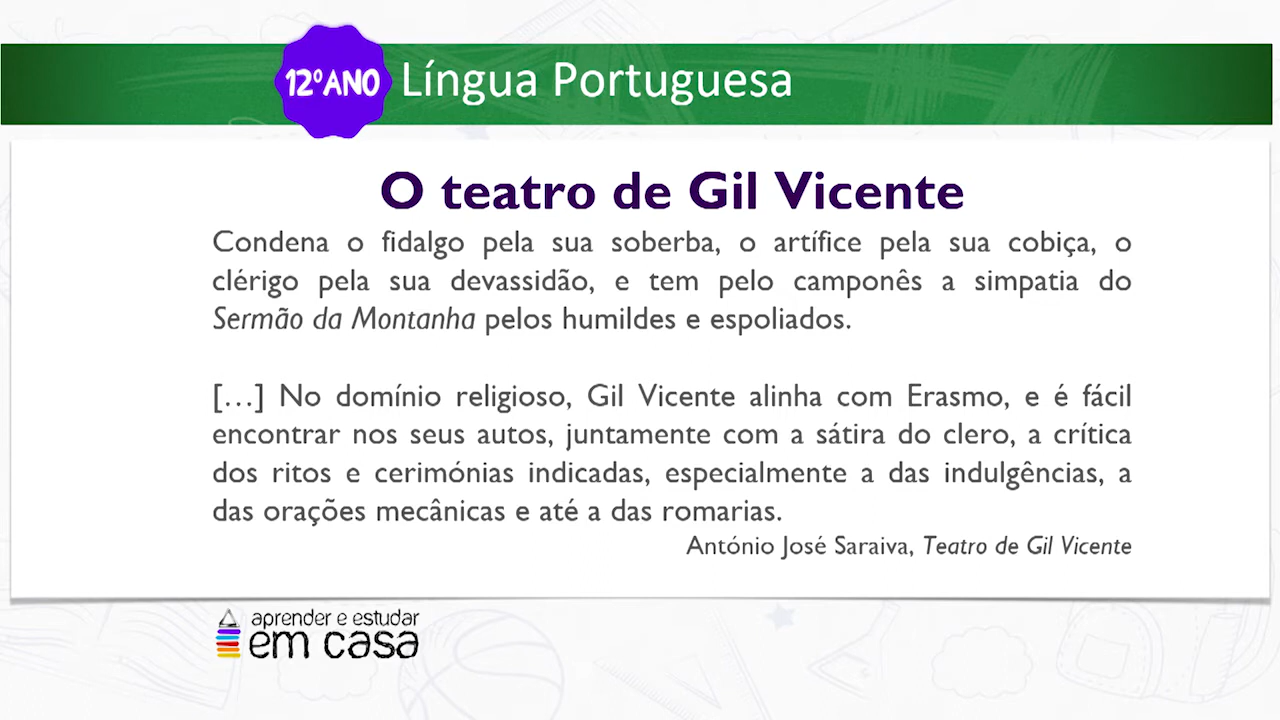 12ºANO Língua Portuguesa
O teatro de Gil Vicente
Condena o fidalgo pela sua soberba, o artífice pela sua cobiça, o
clérigo pela sua devassidão, e tem pelo camponês a simpatia do
Sermão da Montanha pelos humildes e espoliados.
[…] No domínio religioso, Gil Vicente alinha com Erasmo, e é fácil
encontrar nos seus autos, juntamente com a sátira do clero, a crítica
dos ritos e cerimónias indicadas, especialmente a das indulgências, a
das orações mecânicas e até a das romarias.
António José Saraiva, Teatro de Gil Vicente
aprender e estudar
em casa